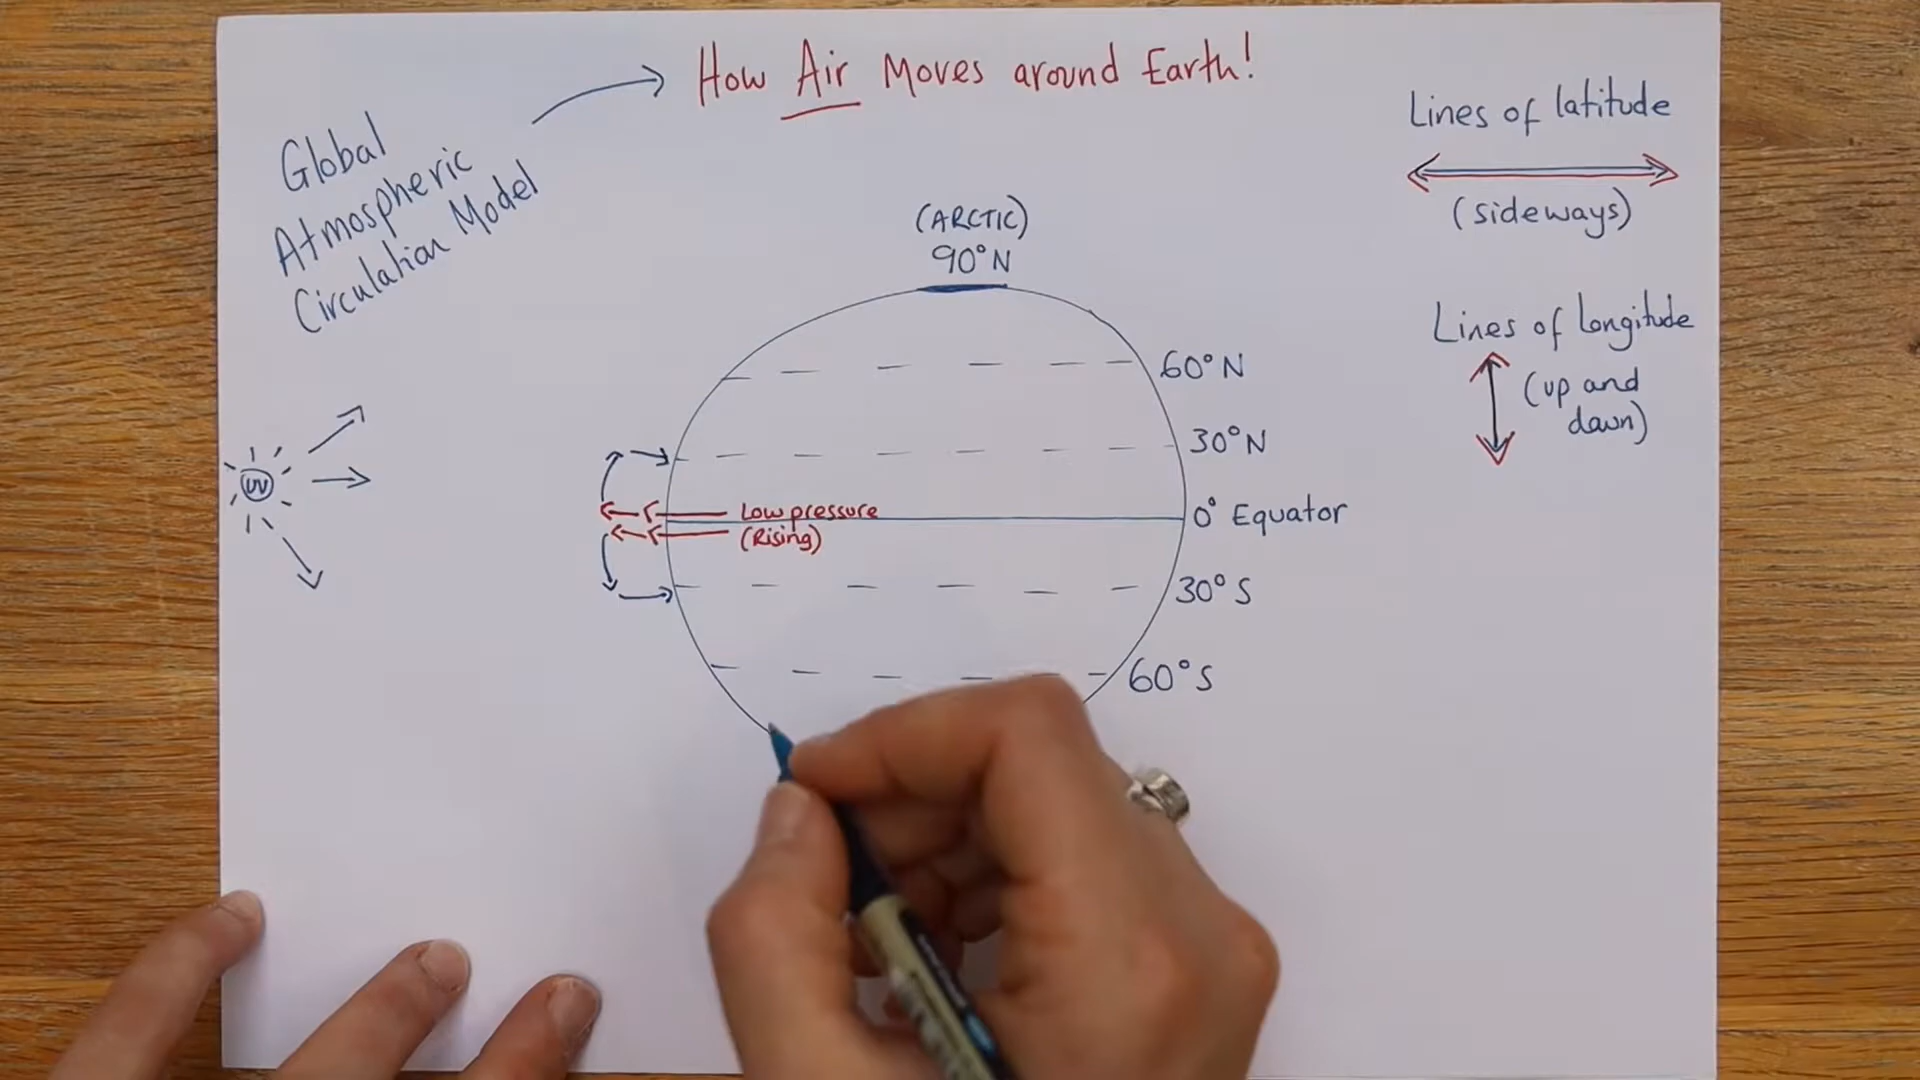 How Air Moves around Earth!
Global
Atmospheric
Circulation Model
Lines of latitude
(sideways)
Lines of longitude
(up and
down)
(ARCTIC)
90°N
60°N
30°N
0° Equator
30°S
60°S
Low pressure
(Rising)
UV